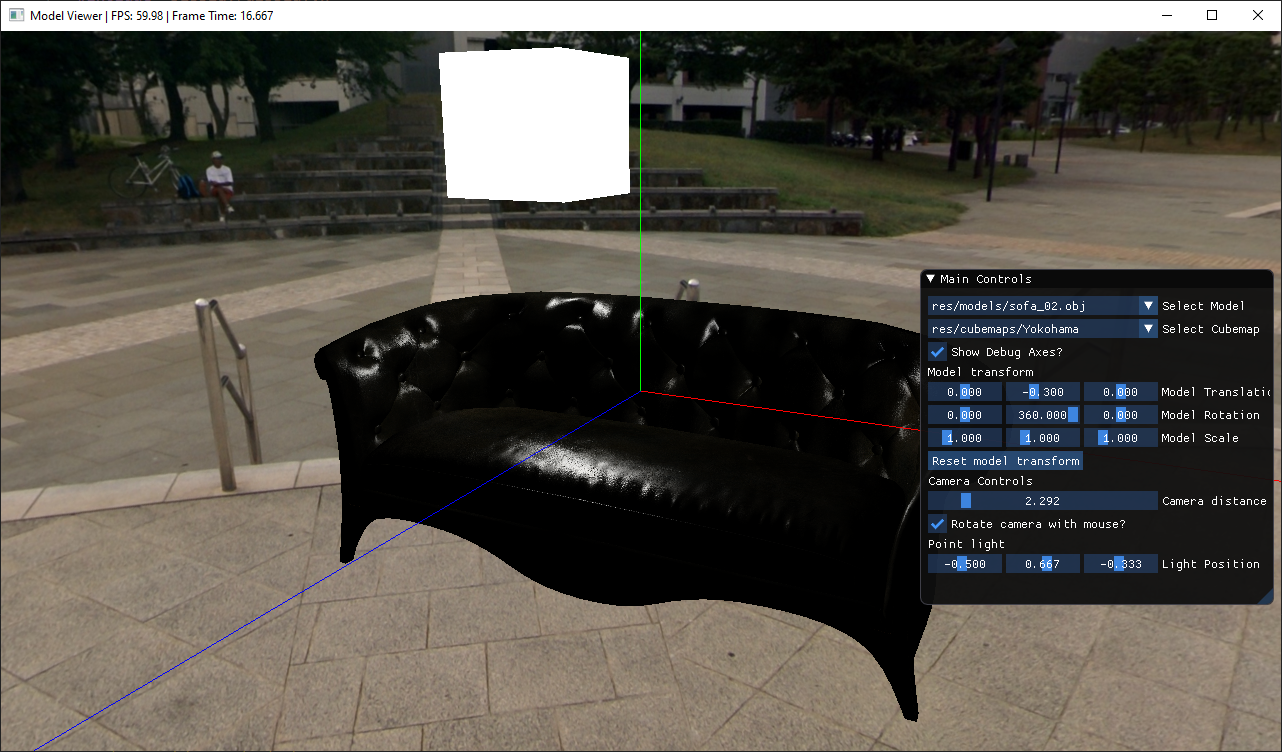 Model Viewer | FPS: 59.98 | Frame Time: 16.667
Main Controls
res/models/sofa_02.obj Select Model
res/cubemaps/Yokohama Select Cubemap
Show Debug Axes?
Model transform
0.000 -0.300 0.000 Model Translatio
0.000 360.000 0.000 Model Rotation
1.000 1.000 1.000 Model Scale
Reset model transform
Camera Controls
2.292 Camera distance
Rotate camera with mouse?
Point light
-0.500 0.667 -0.333 Light Position